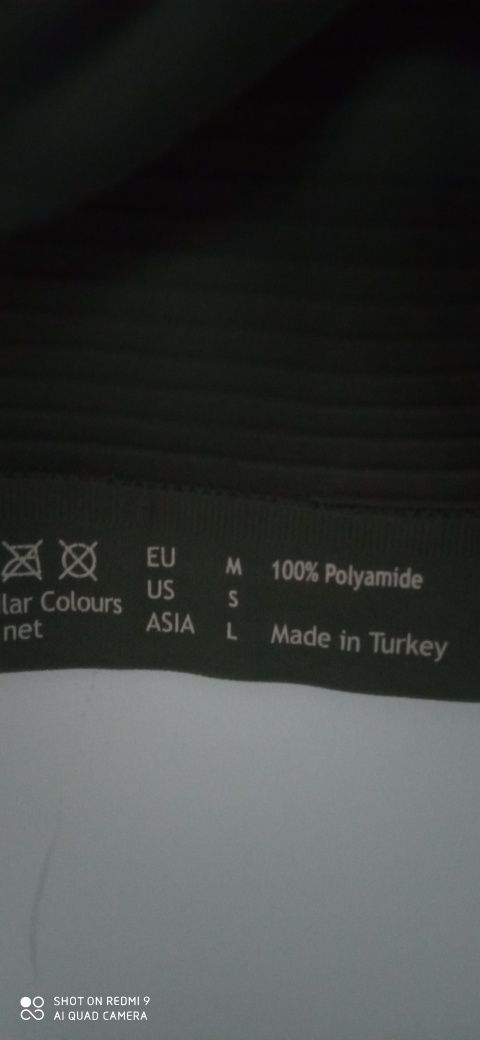 EU M 100% Polyamide
US S
lar Colours
ASIA L Made in Turkey
net
SHOT ON REDMI 9
AI QUAD CAMERA